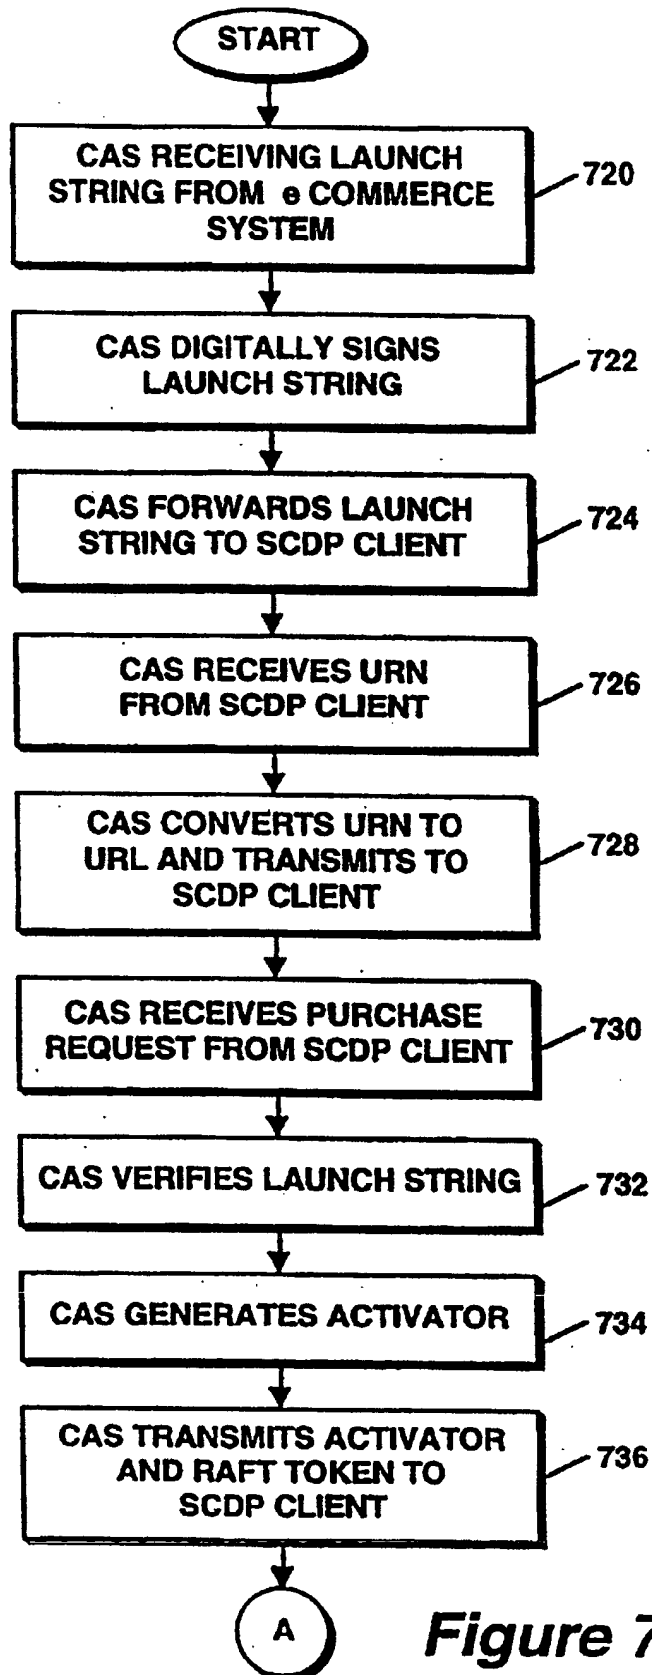 START
CAS RECEIVING LAUNCH
STRING FROM e COMMERCE
SYSTEM
720
CAS DIGITALLY SIGNS
LAUNCH STRING
722
CAS FORWARDS LAUNCH
STRING TO SCDP CLIENT
724
CAS RECEIVES URN
FROM SCDP CLIENT
726
CAS CONVERTS URN TO
URL AND TRANSMITS TO
SCDP CLIENT
728
CAS RECEIVES PURCHASE
REQUEST FROM SCDP CLIENT
730
CAS VERIFIES LAUNCH STRING
732
CAS GENERATES ACTIVATOR
734
CAS TRANSMITS ACTIVATOR
AND RAFT TOKEN TO
SCDP CLIENT
736
A
Figure 7